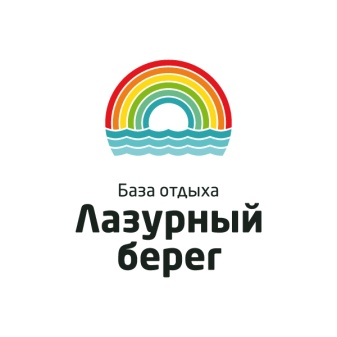 База отдыха
Лазурный
берег